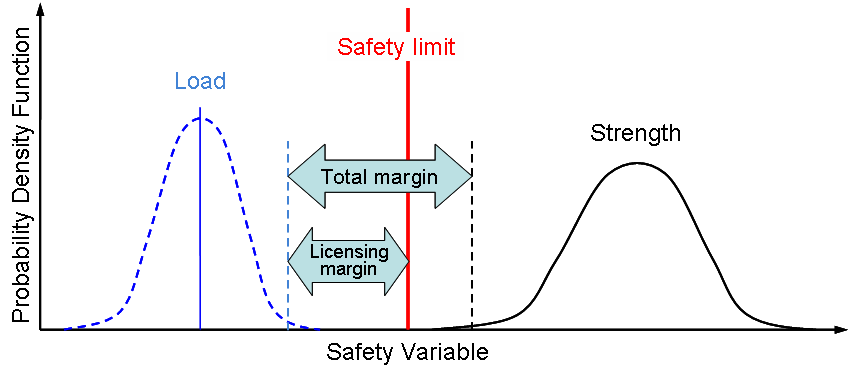 Safety limit
Load
Strength
Total margin
Licensing
margin
Probability Density Function
Safety Variable